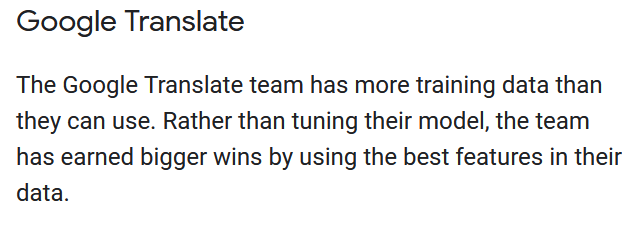 Google Translate
The Google Translate team has more training data than
they can use. Rather than tuning their model, the team
has earned bigger wins by using the best features in their
data.